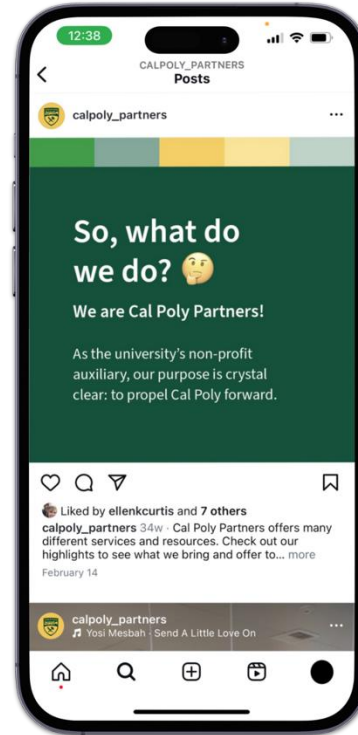 12:38
CALPOLY_PARTNERS
Posts
calpoly_partners
So, what do
we do? 🤔
We are Cal Poly Partners!
As the university's non-profit
auxiliary, our purpose is crystal
clear: to propel Cal Poly forward.
Liked by ellenkcurtis and 7 others
calpoly_partners 34w · Cal Poly Partners offers many
different services and resources. Check out our
highlights to see what we bring and offer to... more
February 14
calpoly_partners
Yosi Mesbah · Send A Little Love On